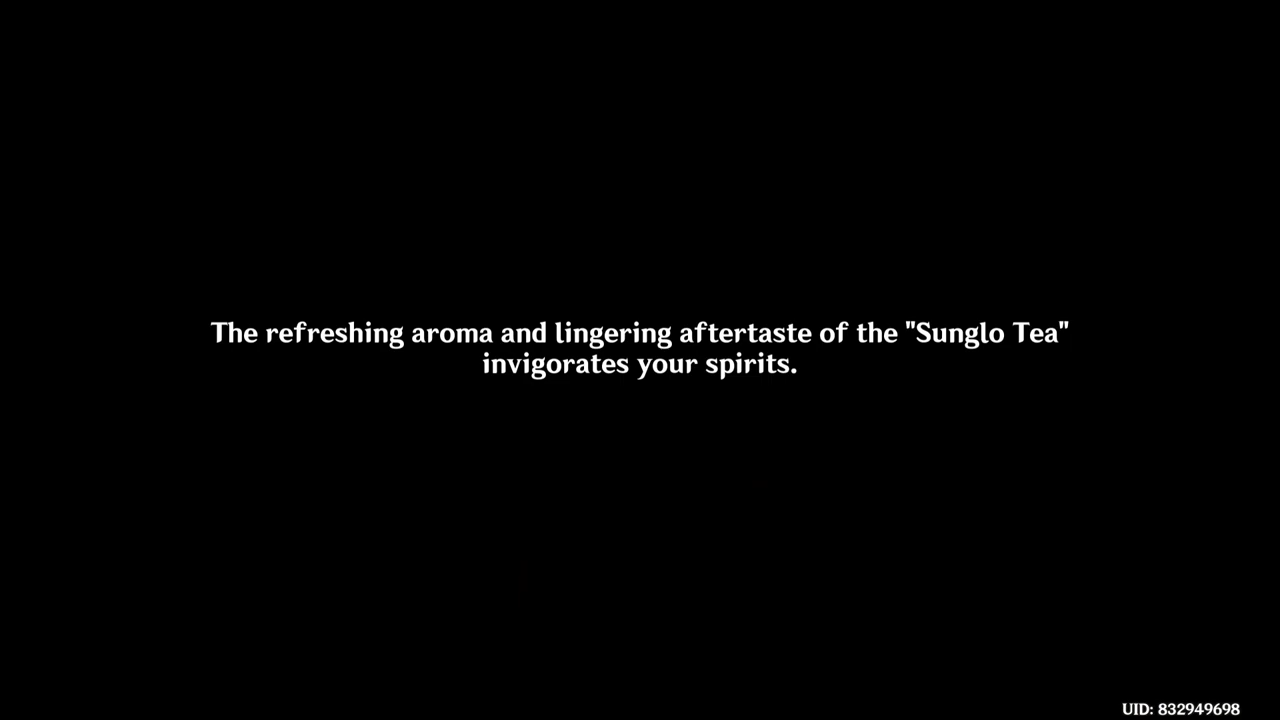 The refreshing aroma and lingering aftertaste of the "Sunglo Tea"
invigorates your spirits.
UID: 832949698